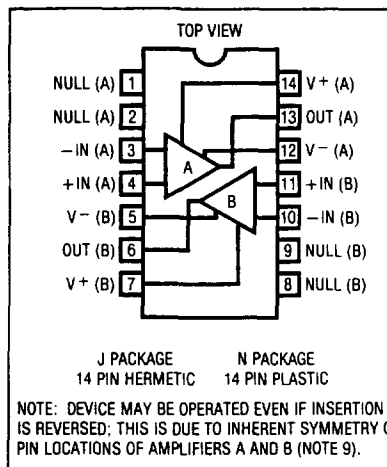 TOP VIEW
NULL (A) 1
NULL (A) 2
−IN (A) 3
+IN (A) 4
V− (B) 5
OUT (B) 6
V+ (B) 7
14 V+ (A)
13 OUT (A)
12 V− (A)
11 +IN (B)
10 −IN (B)
9 NULL (B)
8 NULL (B)
A
B
J PACKAGE
14 PIN HERMETIC
N PACKAGE
14 PIN PLASTIC
NOTE: DEVICE MAY BE OPERATED EVEN IF INSERTION
IS REVERSED; THIS IS DUE TO INHERENT SYMMETRY
PIN LOCATIONS OF AMPLIFIERS A AND B (NOTE 9).